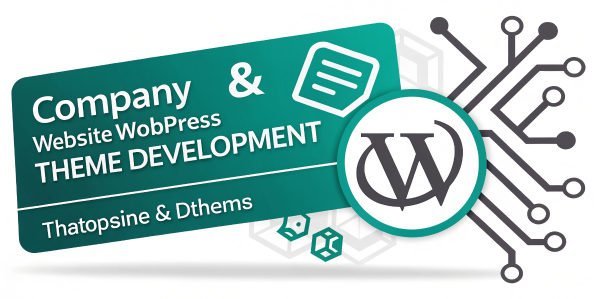 Company &
Website WobPress
THEME DEVELOPMENT
Thatopsine & Dthems
W